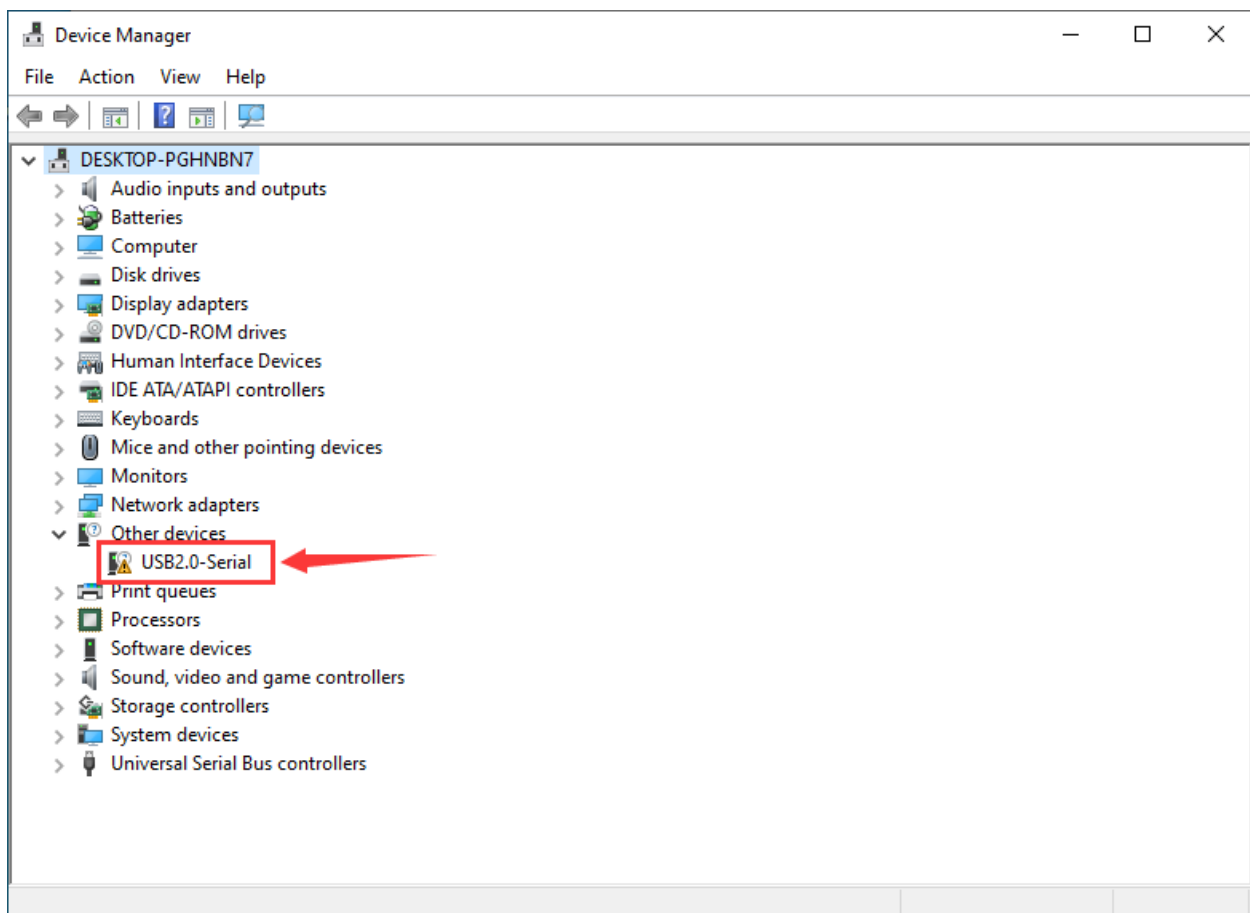 Device Manager
File Action View Help
DESKTOP-PGHNBN7
Audio inputs and outputs
Batteries
Computer
Disk drives
Display adapters
DVD/CD-ROM drives
Human Interface Devices
IDE ATA/ATAPI controllers
Keyboards
Mice and other pointing devices
Monitors
Network adapters
Other devices
USB2.0-Serial
Print queues
Processors
Software devices
Sound, video and game controllers
Storage controllers
System devices
Universal Serial Bus controllers